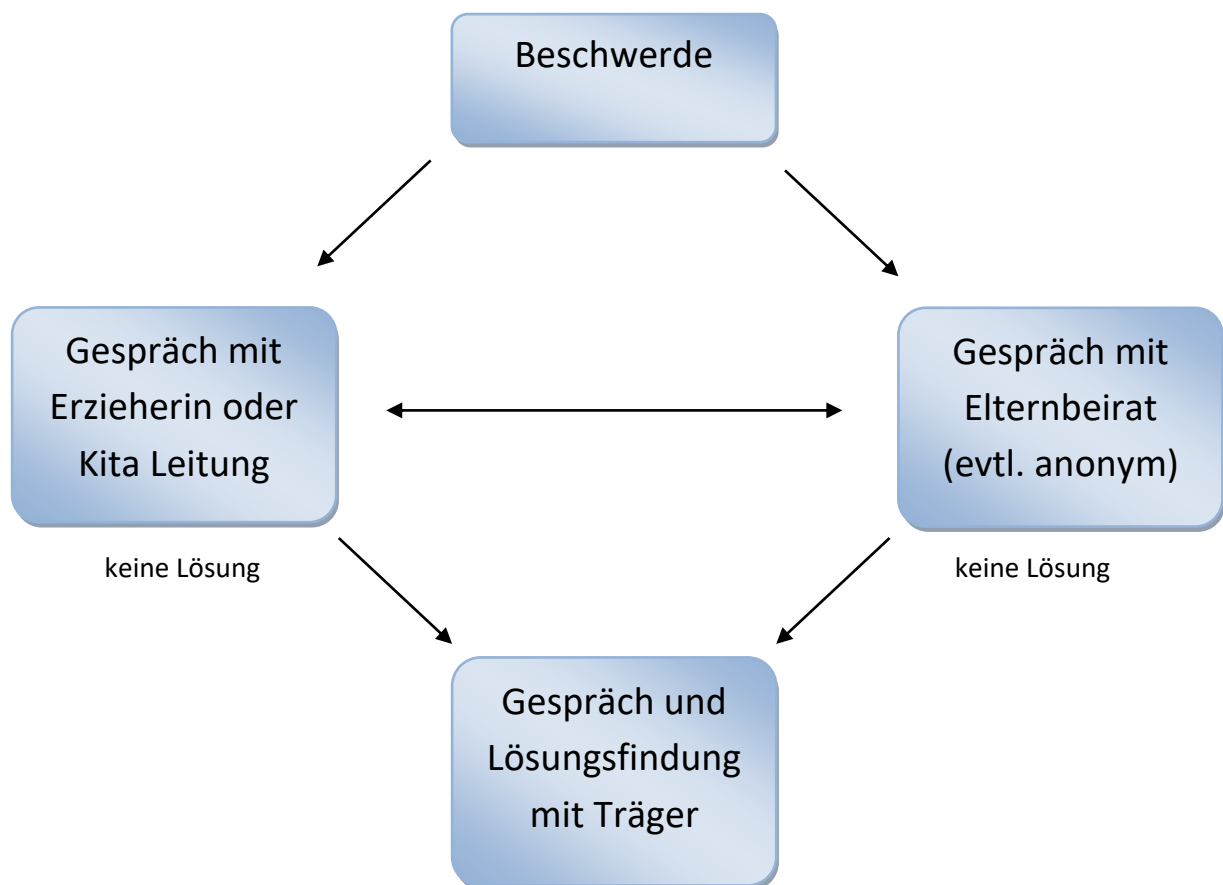 Beschwerde
Gespräch mit
Erzieherin oder
Kita Leitung
Gespräch mit
Elternbeirat
(evtl. anonym)
keine Lösung
keine Lösung
Gespräch und
Lösungsfindung
mit Träger